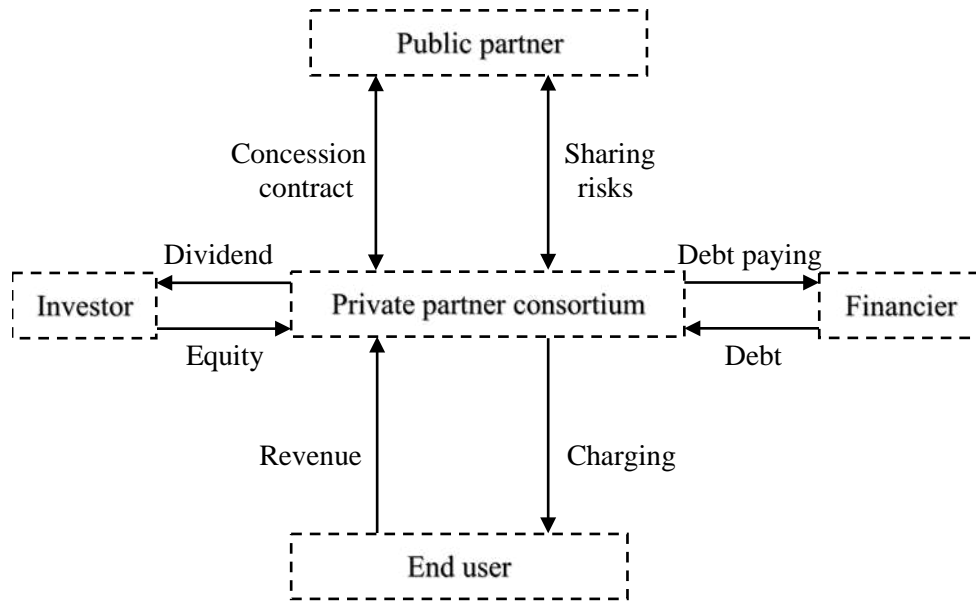 Public partner
Concession
contract
Sharing
risks
Dividend
Debt paying
Investor
Private partner consortium
Financier
Equity
Debt
Revenue
Charging
End user